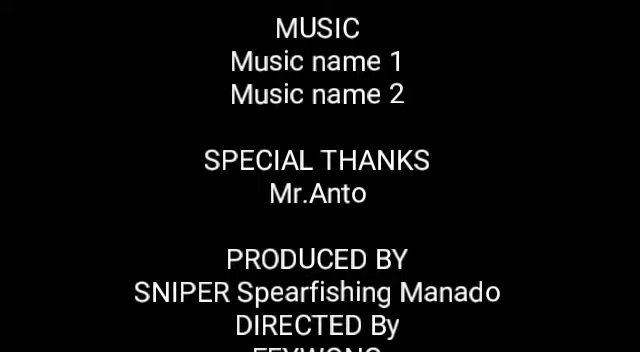 MUSIC
Music name 1
Music name 2
SPECIAL THANKS
Mr.Anto
PRODUCED BY
SNIPER Spearfishing Manado
DIRECTED By